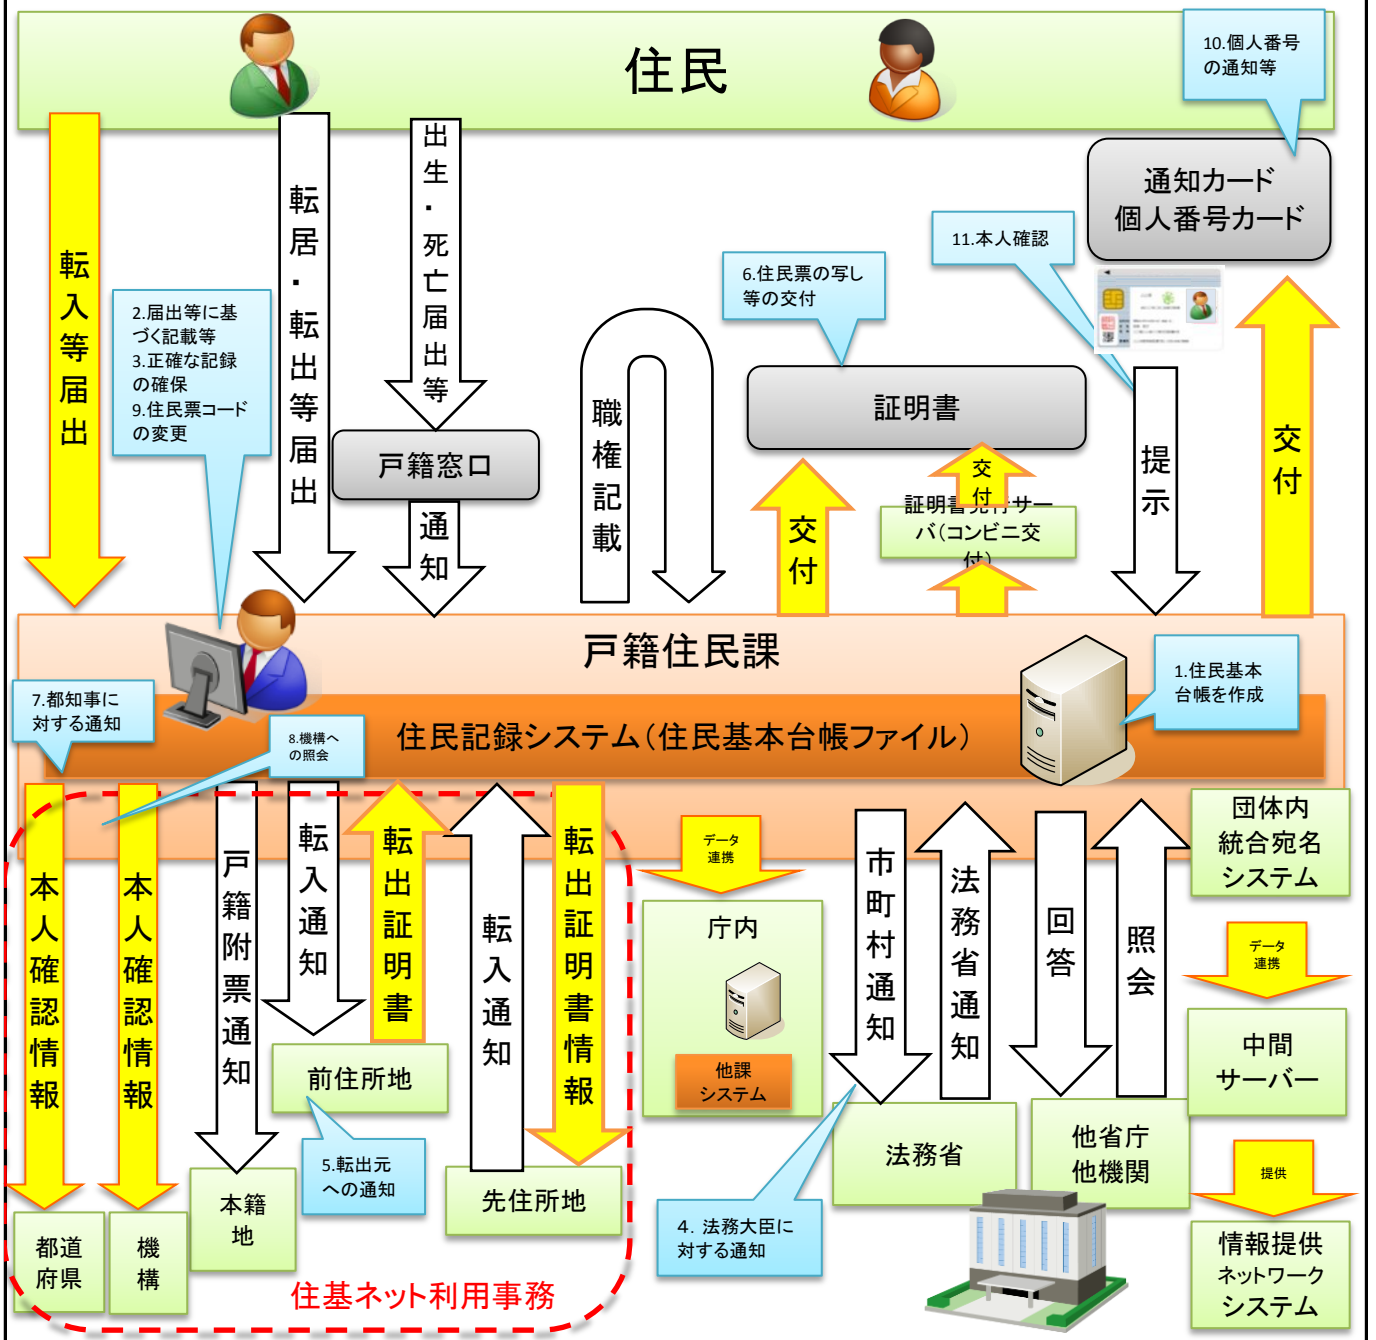 住民
10.個人番号
の通知等
通知カード
個人番号カード
転入等届出
転居・転出等届出
出生・死亡届出等
11.本人確認
6.住民票の写し
等の交付
2.届出等に基
づく記載等
3.正確な記録
の確保
9.住民票コード
の変更
職権記載
証明書
戸籍窓口
通知
交付
交付
証明書発行サー
バ(コンビニ交
付)
提示
交付
戸籍住民課
1.住民基本
台帳を作成
7.都知事に
対する通知
8.機構へ
の照会
住民記録システム(住民基本台帳ファイル)
本人確認情報
本人確認情報
戸籍附票通知
転入通知
転出証明書
転入通知
転出証明書情報
データ
連携
庁内
他課
システム
市町村通知
法務省通知
回答
照会
団体内
統合宛名
システム
データ
連携
中間
サーバー
前住所地
5.転出元
への通知
法務省
他省庁
他機関
提供
本籍
地
先住所地
4. 法務大臣に
対する通知
都道
府県
機
構
情報提供
ネットワーク
システム
住基ネット利用事務